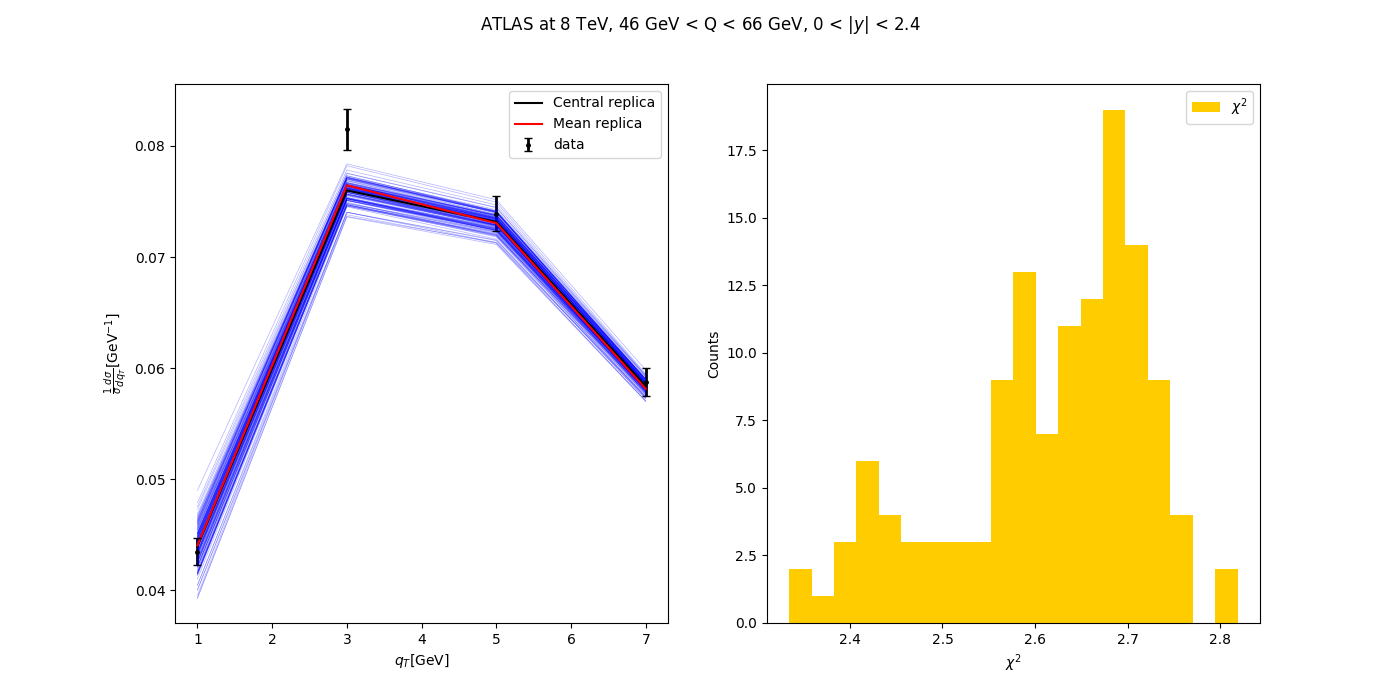 ATLAS at 8 TeV, 46 GeV < Q < 66 GeV, 0 < |y| < 2.4
Central replica
Mean replica
data
0.08
0.07
0.06
0.05
0.04
1/σ dσ/dq_T [GeV⁻¹]
1 2 3 4 5 6 7
q_T[GeV]
χ²
17.5
15.0
12.5
10.0
7.5
5.0
2.5
0.0
Counts
2.4 2.5 2.6 2.7 2.8
χ²